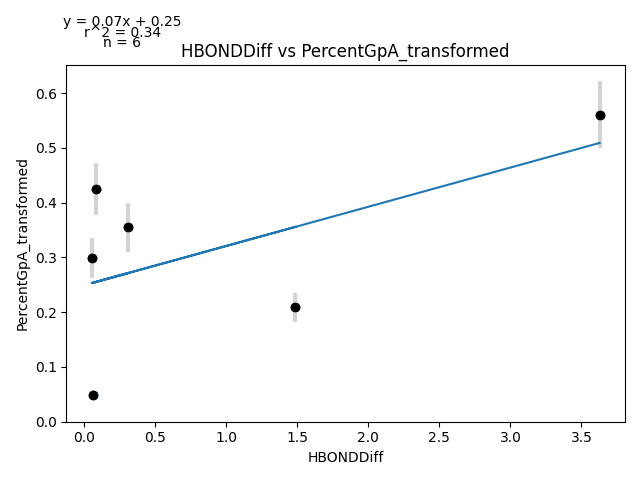 y = 0.07x + 0.25
r^2 = 0.34
n = 6
HBONDDiff vs PercentGpA_transformed
PercentGpA_transformed
0.6
0.5
0.4
0.3
0.2
0.1
0.0
0.0 0.5 1.0 1.5 2.0 2.5 3.0 3.5
HBONDDiff